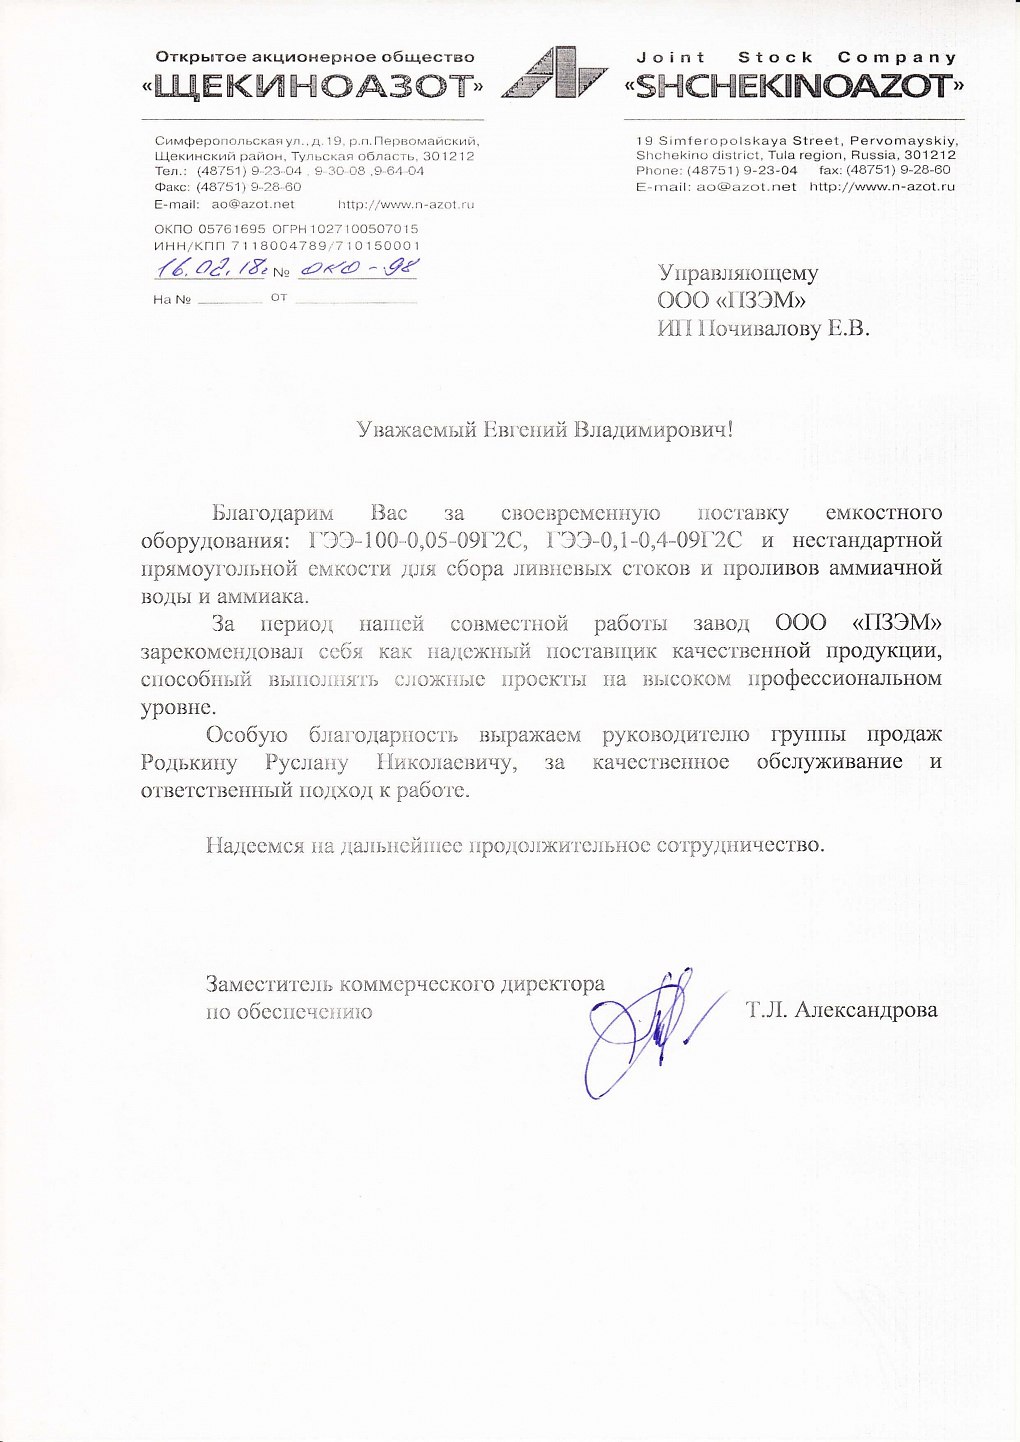 Открытое акционерное общество
«ЩЕКИНОАЗОТ»
Симферопольская ул., д. 19, р.п. Первомайский,
Щекинский район, Тульская область, 301212
Тел.: (48751) 9-23-04 , 9-30-08 ,9-64-04
Факс: (48751) 9-28-60
E-mail: ao@azot.net http://www.n-azot.ru
ОКПО 05761695 ОГРН 1027100507015
ИНН/КПП 7118004789/710150001
16.02.18г. № ОКО-98
На № от
Joint Stock Company
«SHCHEKINOAZOT»
19 Simferopolskaya Street, Pervomayskiy,
Shchekino district, Tula region, Russia, 301212
Phone: (48751) 9-23-04 fax: (48751) 9-28-60
E-mail: ao@azot.net http://www.n-azot.ru
Управляющему
ООО «ПЗЭМ»
ИП Почивалову Е.В.
Уважаемый Евгений Владимирович!
Благодарим Вас за своевременную поставку емкостного
оборудования: ГЭЭ-100-0,05-09Г2С, ГЭЭ-0,1-0,4-09Г2С и нестандартной
прямоугольной емкости для сбора ливневых стоков и проливов аммиачной
воды и аммиака.
За период нашей совместной работы завод ООО «ПЗЭМ»
зарекомендовал себя как надежный поставщик качественной продукции,
способный выполнять сложные проекты на высоком профессиональном
уровне.
Особую благодарность выражаем руководителю группы продаж
Родькину Руслану Николаевичу, за качественное обслуживание и
ответственный подход к работе.
Надеемся на дальнейшее продолжительное сотрудничество.
Заместитель коммерческого директора
по обеспечению
Т.Л. Александрова